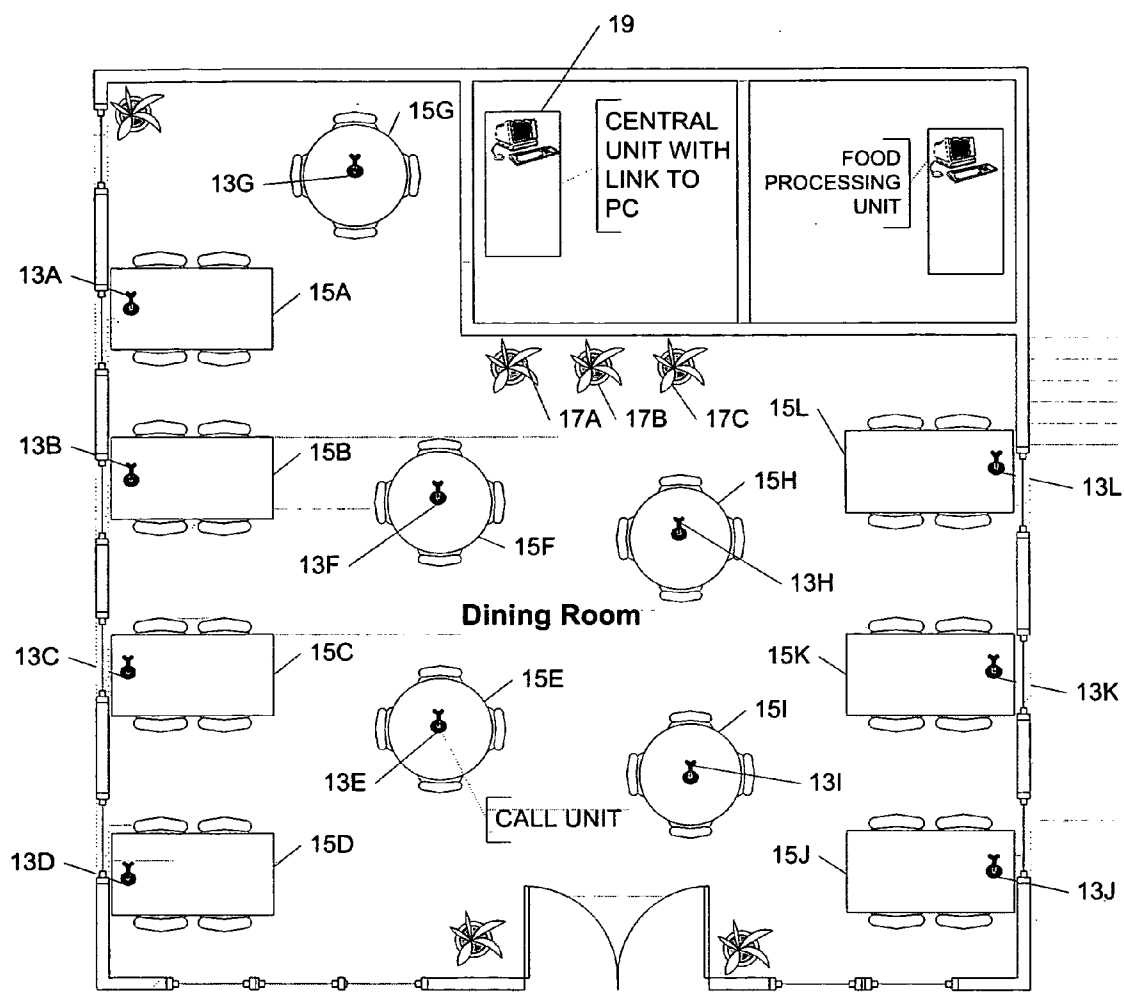 19
15G
CENTRAL
UNIT WITH
LINK TO
PC
FOOD
PROCESSING
UNIT
13G
13A
15A
17A
17B
17C
15L
13B
15B
15H
13L
15F
13F
13H
Dining Room
13C
15C
15E
15K
13K
15I
13E
13I
CALL UNIT
13D
15D
15J
13J